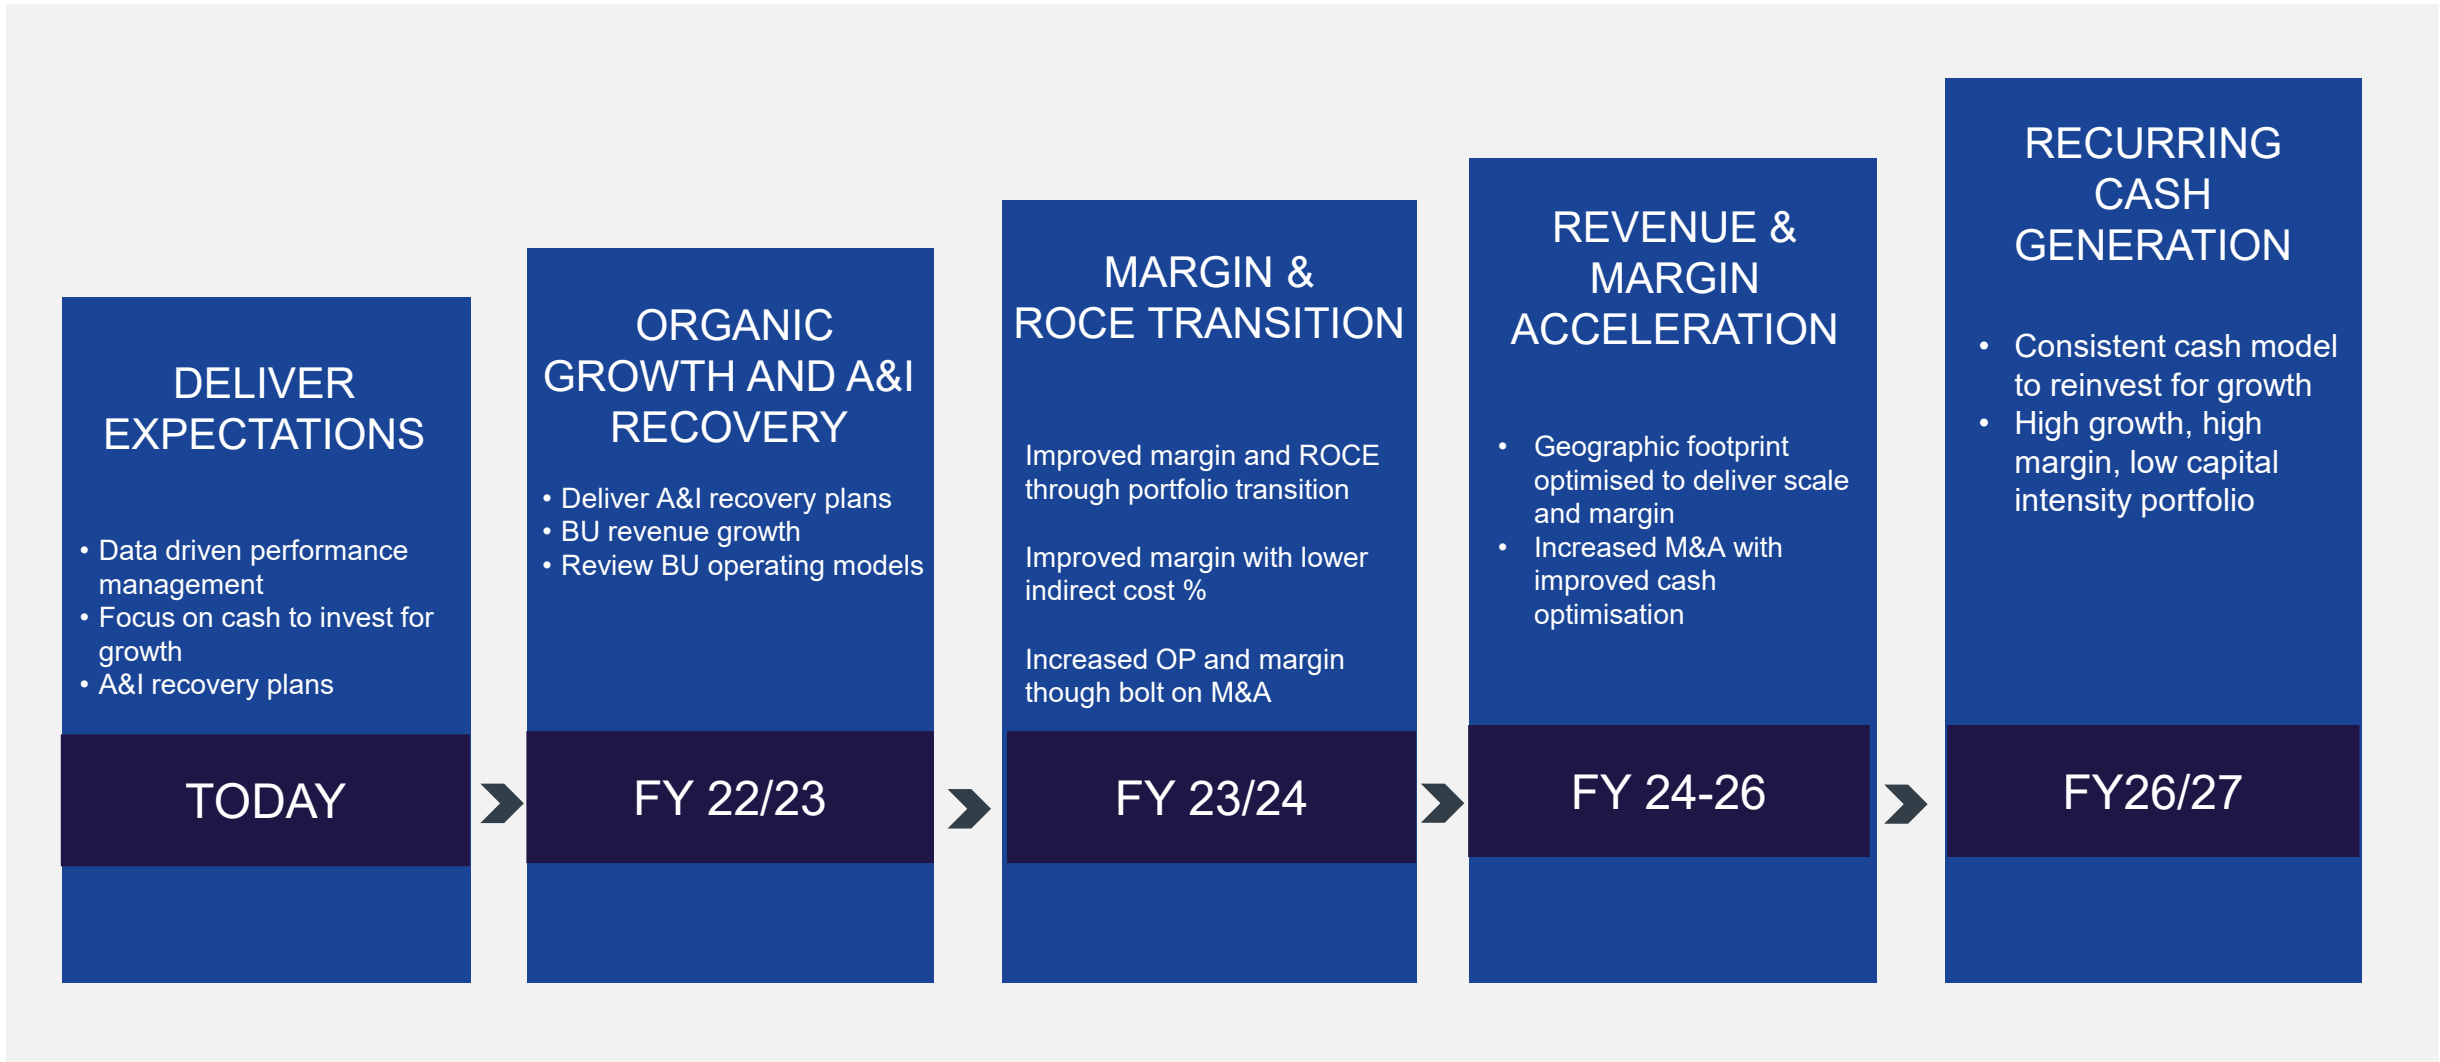 DELIVER
EXPECTATIONS
• Data driven performance
management
• Focus on cash to invest for
growth
• A&I recovery plans
TODAY
ORGANIC
GROWTH AND A&I
RECOVERY
• Deliver A&I recovery plans
• BU revenue growth
• Review BU operating models
FY 22/23
MARGIN &
ROCE TRANSITION
Improved margin and ROCE
through portfolio transition
Improved margin with lower
indirect cost %
Increased OP and margin
though bolt on M&A
FY 23/24
REVENUE &
MARGIN
ACCELERATION
• Geographic footprint
optimised to deliver scale
and margin
• Increased M&A with
improved cash
optimisation
FY 24-26
RECURRING
CASH
GENERATION
• Consistent cash model
to reinvest for growth
• High growth, high
margin, low capital
intensity portfolio
FY26/27